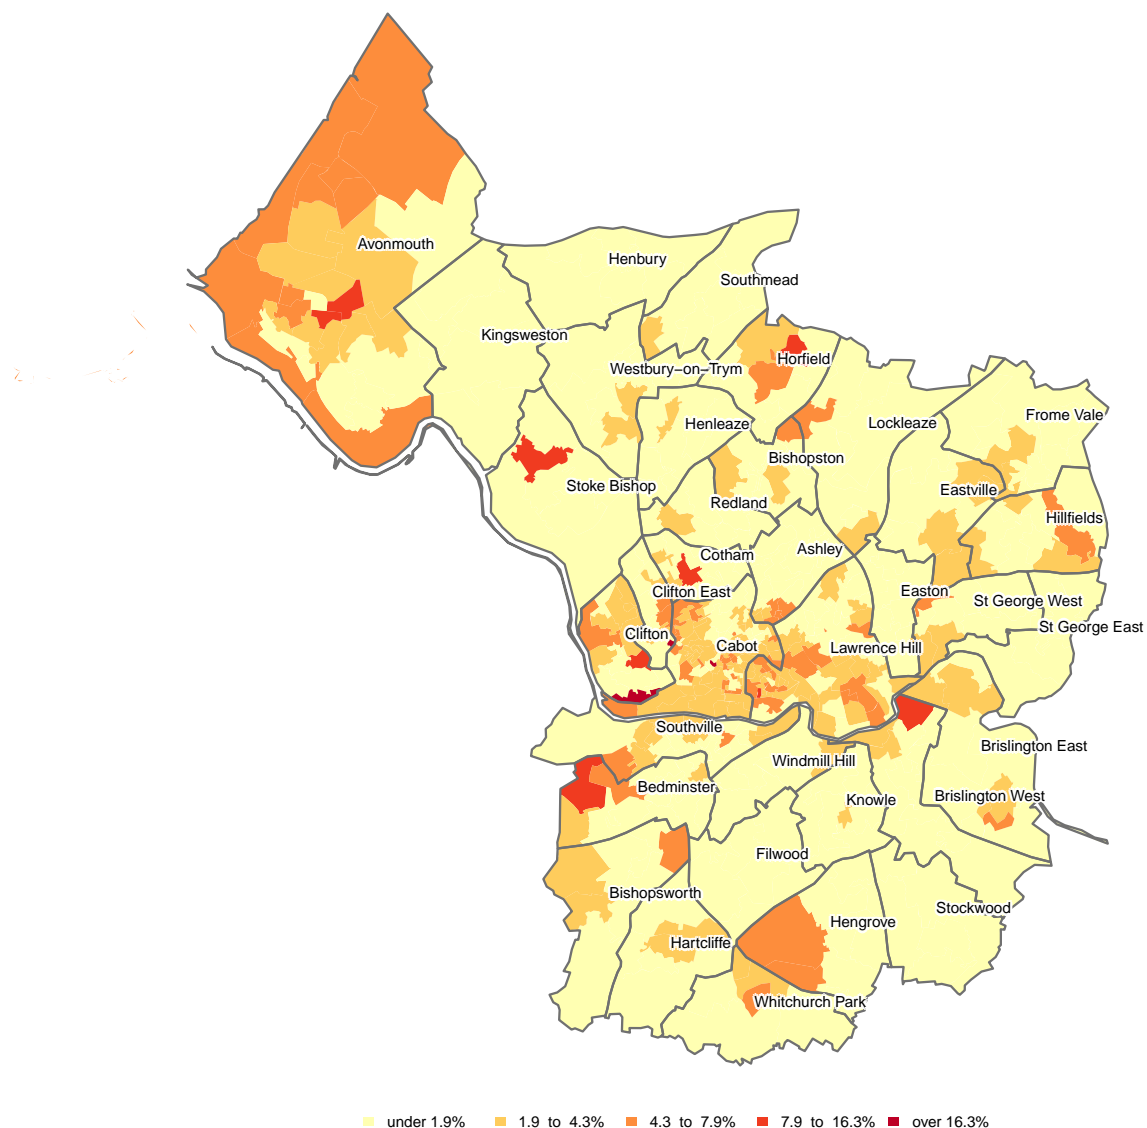 Avonmouth
Henbury
Southmead
Kingsweston
Horfield
Westbury−on−Trym
Frome Vale
Henleaze
Lockleaze
Bishopston
Stoke Bishop
Eastville
Redland
Hillfields
Ashley
Cotham
Clifton East
Easton
St George West
St George East
Clifton
Cabot
Lawrence Hill
Southville
Brislington East
Windmill Hill
Bedminster
Brislington West
Knowle
Filwood
Bishopsworth
Stockwood
Hengrove
Hartcliffe
Whitchurch Park
under 1.9% 1.9 to 4.3% 4.3 to 7.9% 7.9 to 16.3% over 16.3%